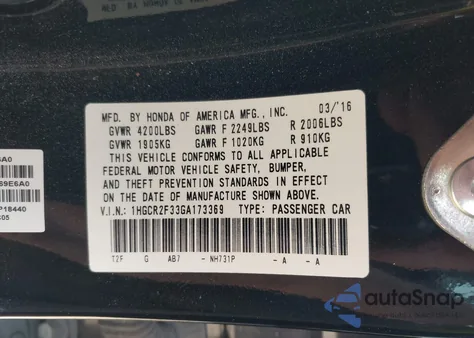 MFD. BY HONDA OF AMERICA MFG., INC. 03/'16
GVWR 4200LBS GAWR F 2249LBS R 2006LBS
GVWR 1905KG GAWR F 1020KG R 910KG
THIS VEHICLE CONFORMS TO ALL APPLICABLE
FEDERAL MOTOR VEHICLE SAFETY, BUMPER,
AND THEFT PREVENTION STANDARDS IN EFFECT
ON THE DATE OF MANUFACTURE SHOWN ABOVE.
V.I.N.: 1HGCR2F33GA173369 TYPE: PASSENGER CAR
T2F G AB7 - NH731P - A - A
P18440
autoSnap